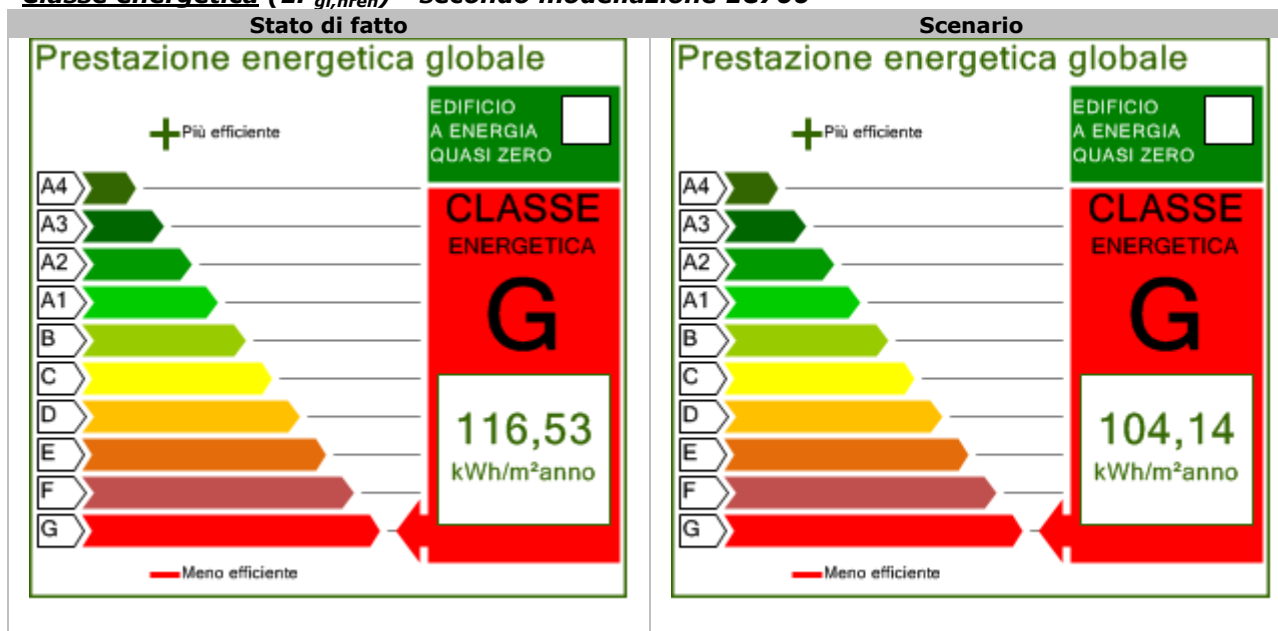 Stato di fatto
Scenario
Prestazione energetica globale
Più efficiente
EDIFICIO
A ENERGIA
QUASI ZERO
A4
A3
A2
A1
B
C
D
E
F
G
CLASSE
ENERGETICA
G
116,53
kWh/m²anno
Meno efficiente
Prestazione energetica globale
Più efficiente
EDIFICIO
A ENERGIA
QUASI ZERO
A4
A3
A2
A1
B
C
D
E
F
G
CLASSE
ENERGETICA
G
104,14
kWh/m²anno
Meno efficiente